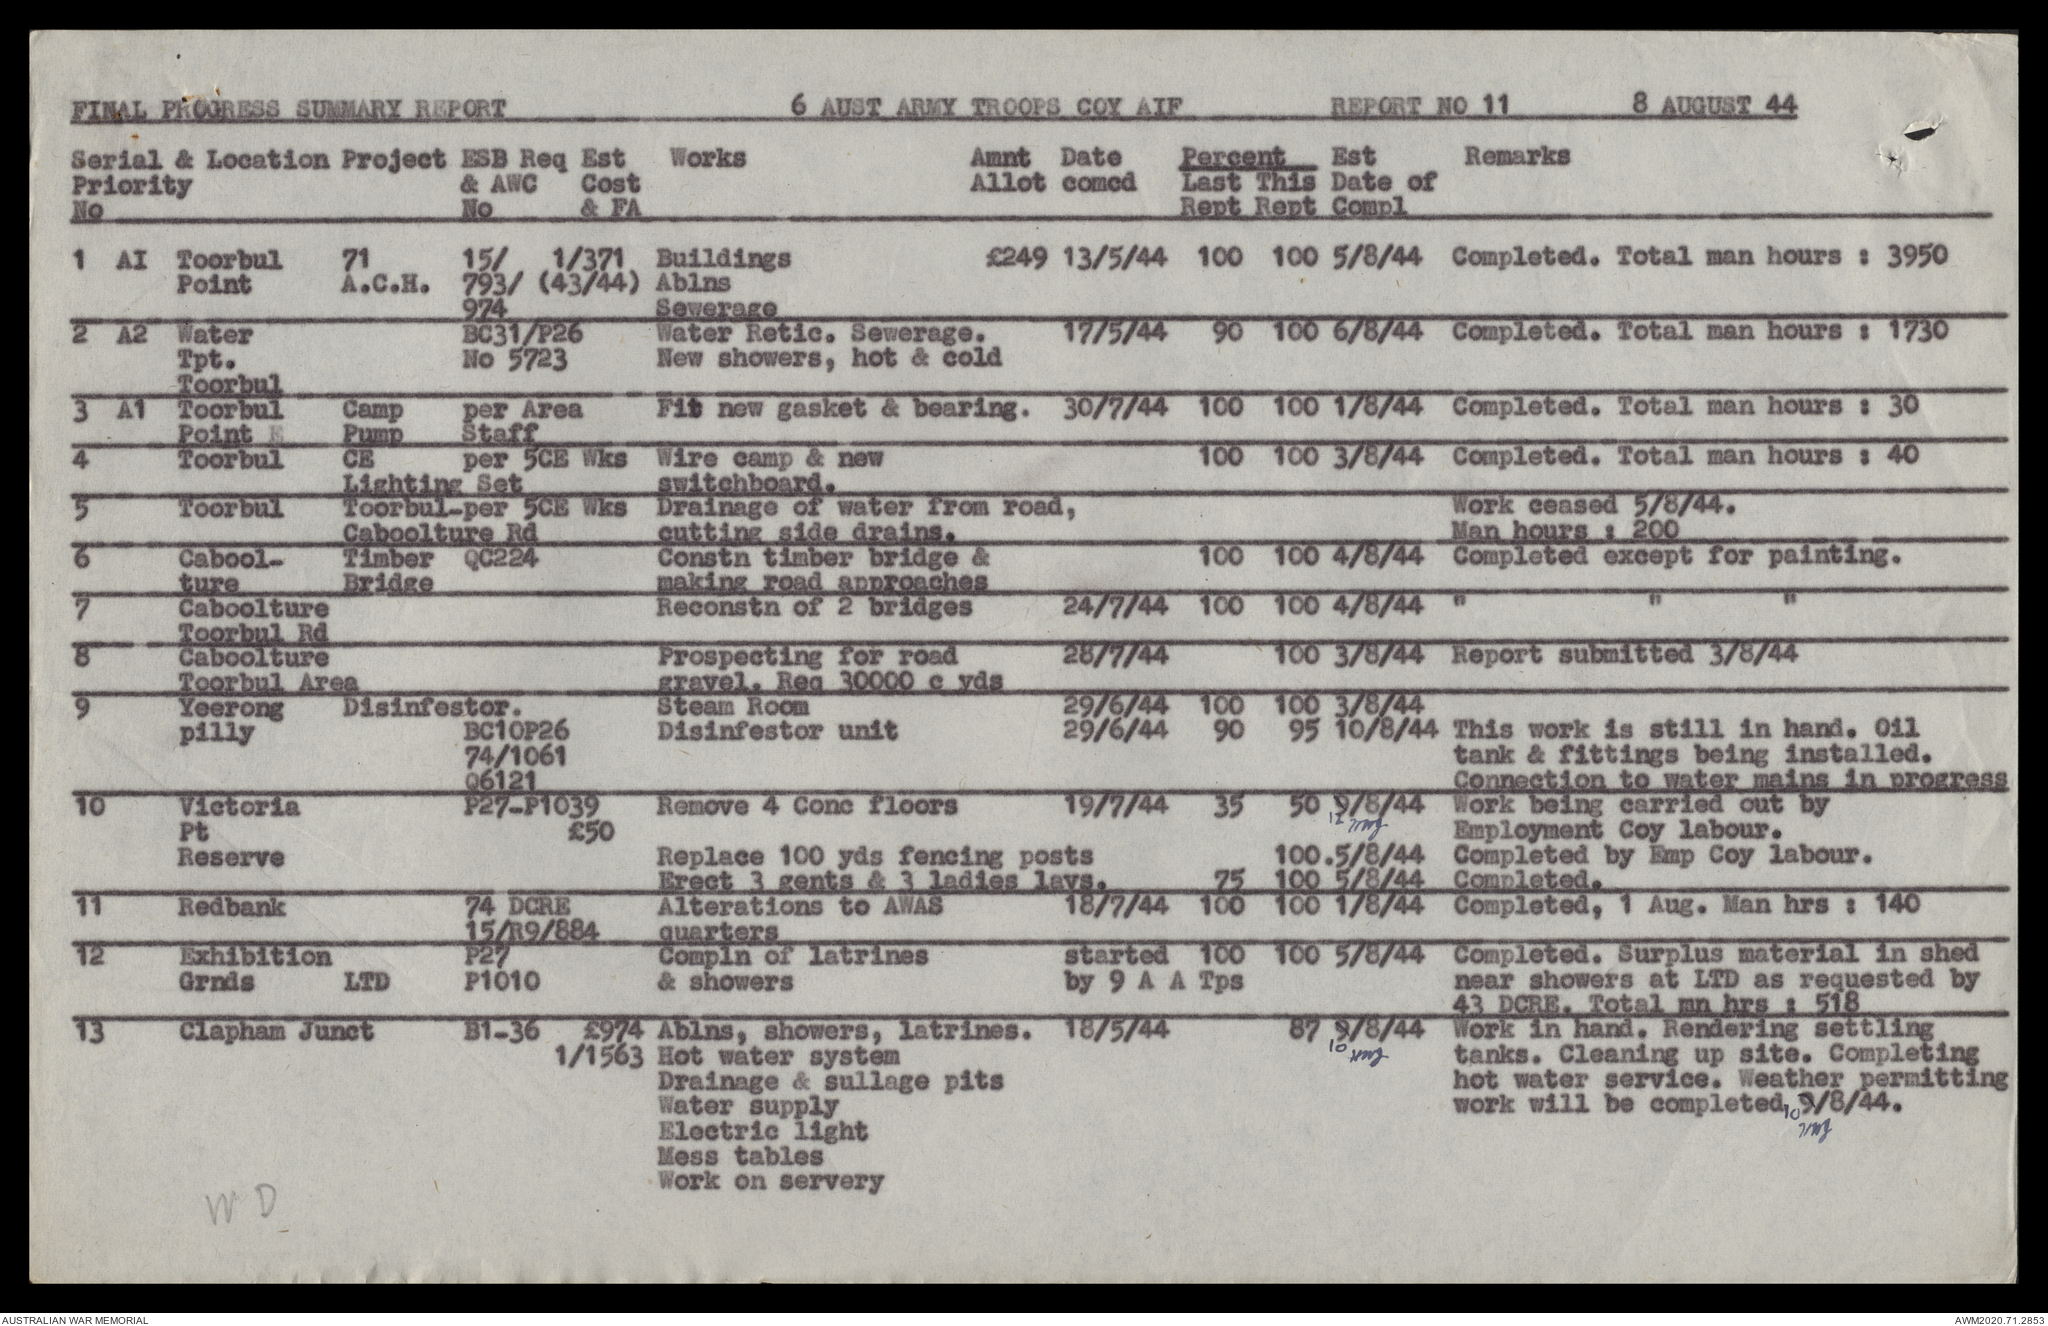 FINAL PROGRESS SUMMARY REPORT 6 AUST ARMY TROOPS COY AIF REPORT NO 11 8 AUGUST 44
Serial & Location Project ESB Req Est Works Amnt Date Percent Est Remarks
Priority & AWC Cost Allot comcd Last This Date of
No No & FA Rept Rept Compl
1 AI Toorbul 71 15/ 1/371 Buildings £249 13/5/44 100 100 5/8/44 Completed. Total man hours : 3950
Point A.C.H. 793/ (43/44) Ablns
974 Sewerage
2 A2 Water BC31/P26 Water Retic. Sewerage. 17/5/44 90 100 6/8/44 Completed. Total man hours : 1730
Tpt. No 5723 New showers, hot & cold
Toorbul
3 A1 Toorbul Camp per Area Fit new gasket & bearing. 30/7/44 100 100 1/8/44 Completed. Total man hours : 30
Point E Pump Staff
4 Toorbul CE per 5CE Wks Wire camp & new 100 100 3/8/44 Completed. Total man hours : 40
Lighting Set switchboard.
5 Toorbul Toorbul-per 5CE Wks Drainage of water from road, Work ceased 5/8/44.
Caboolture Rd cutting side drains. Man hours : 200
6 Cabool- Timber QC224 Constn timber bridge & 100 100 4/8/44 Completed except for painting.
ture Bridge making road approaches
7 Caboolture Reconstn of 2 bridges 24/7/44 100 100 4/8/44 " " "
Toorbul Rd
8 Caboolture Prospecting for road 28/7/44 100 3/8/44 Report submitted 3/8/44
Toorbul Area gravel. Req 30000 c yds
9 Yeerong Disinfestor. Steam Room 29/6/44 100 100 3/8/44
pilly BC10P26 Disinfestor unit 29/6/44 90 95 10/8/44 This work is still in hand. Oil
74/1061 tank & fittings being installed.
Q6121 Connection to water mains in progress
10 Victoria P27-P1039 Remove 4 Conc floors 19/7/44 35 50 9/8/44 Work being carried out by
Pt £50 12 Employment Coy labour.
Reserve Replace 100 yds fencing posts 100.5/8/44 Completed by Emp Coy labour.
Erect 3 gents & 3 ladies lavs. 75 100 5/8/44 Completed.
11 Redbank 74 DCRE Alterations to AWAS 18/7/44 100 100 1/8/44 Completed, 1 Aug. Man hrs : 140
15/R9/884 quarters
12 Exhibition P27 Compln of latrines started 100 100 5/8/44 Completed. Surplus material in shed
Grnds LTD P1010 & showers by 9 A A Tps near showers at LTD as requested by
43 DCRE. Total mn hrs : 518
13 Clapham Junct B1-36 £974 Ablns, showers, latrines. 18/5/44 87 9/8/44 Work in hand. Rendering settling
1/1563 Hot water system 10 tanks. Cleaning up site. Completing
Drainage & sullage pits hot water service. Weather permitting
Water supply work will be completed 10 9/8/44.
Electric light
Mess tables
Work on servery
W D
AUSTRALIAN WAR MEMORIAL AWM2020.71.2853